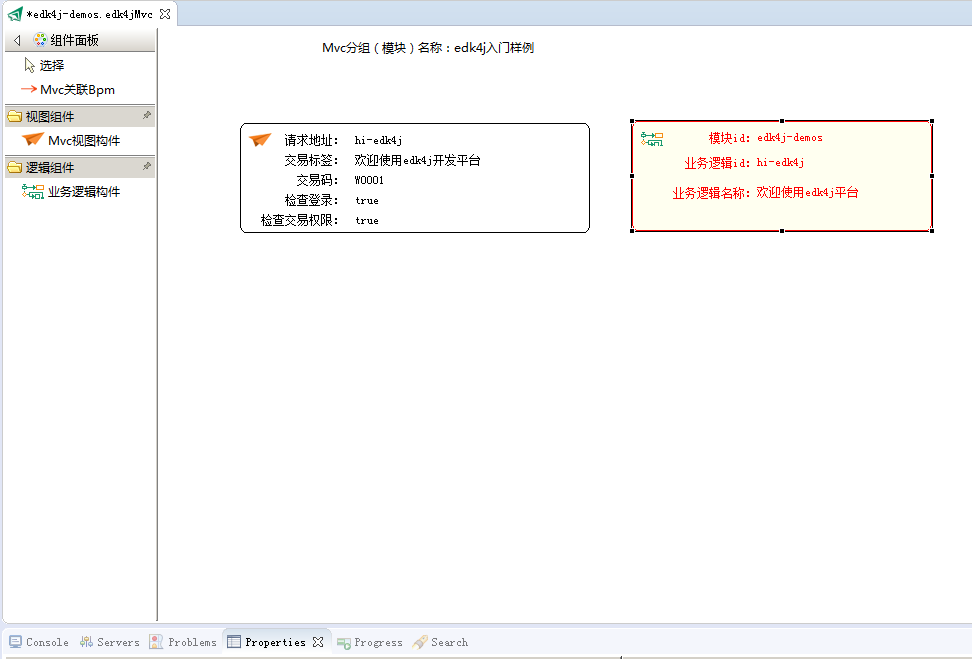 *edk4j-demos.edk4jMvc
组件面板
选择
Mvc关联Bpm
视图组件
Mvc视图构件
逻辑组件
业务逻辑构件
Mvc分组（模块）名称：edk4j入门样例
请求地址： hi-edk4j
交易标签： 欢迎使用edk4j开发平台
交易码： W0001
检查登录： true
检查交易权限： true
模块id： edk4j-demos
业务逻辑id： hi-edk4j
业务逻辑名称： 欢迎使用edk4j平台
Console Servers Problems Properties Progress Search